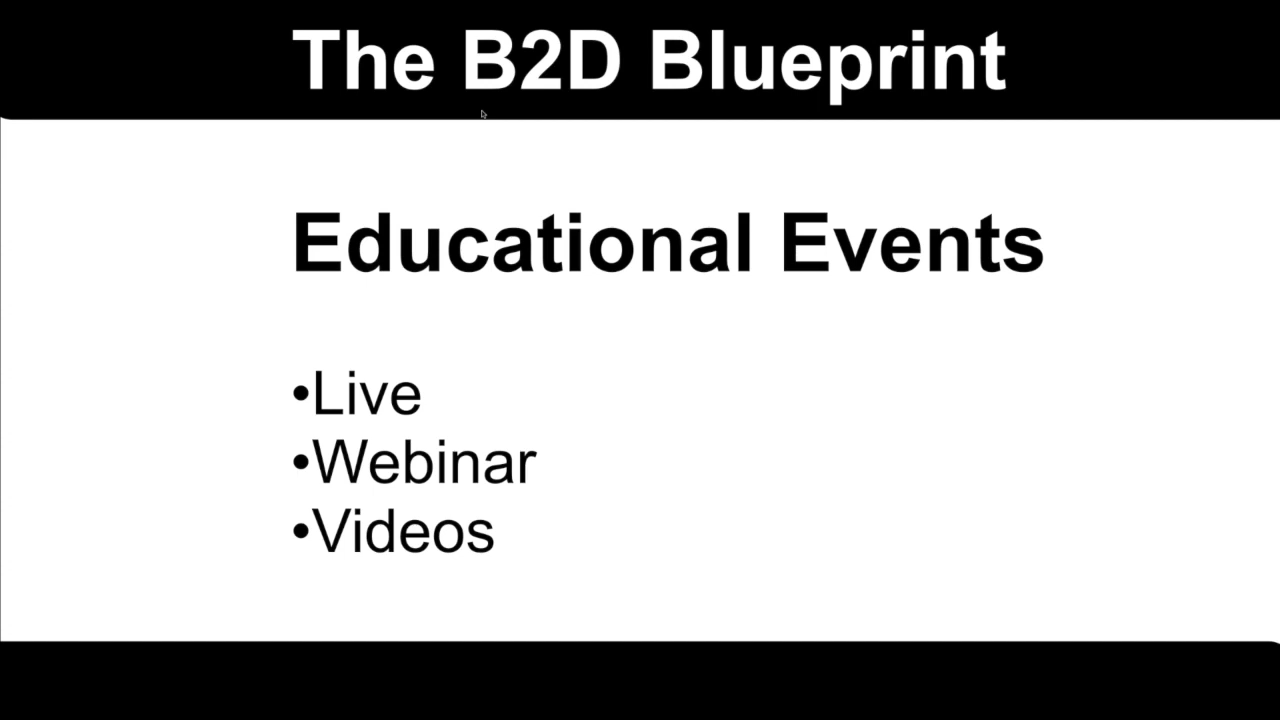 The B2D Blueprint
Educational Events
•Live
•Webinar
•Videos